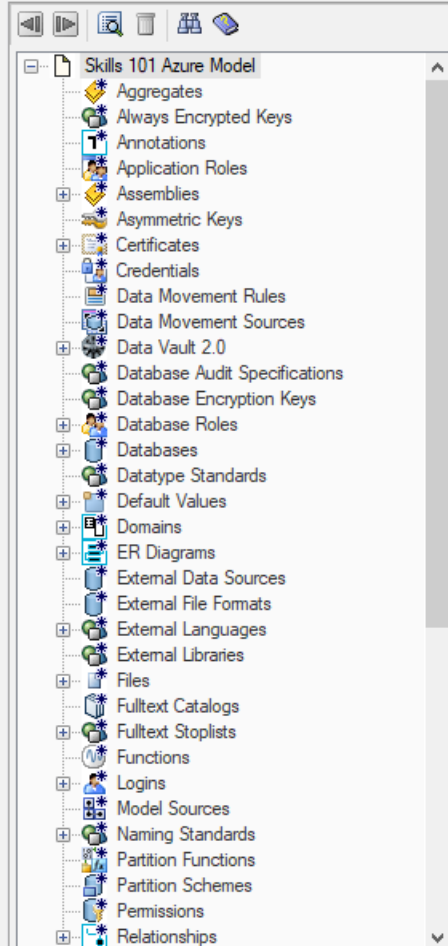 Skills 101 Azure Model
Aggregates
Always Encrypted Keys
Annotations
Application Roles
Assemblies
Asymmetric Keys
Certificates
Credentials
Data Movement Rules
Data Movement Sources
Data Vault 2.0
Database Audit Specifications
Database Encryption Keys
Database Roles
Databases
Datatype Standards
Default Values
Domains
ER Diagrams
External Data Sources
External File Formats
External Languages
External Libraries
Files
Fulltext Catalogs
Fulltext Stoplists
Functions
Logins
Model Sources
Naming Standards
Partition Functions
Partition Schemes
Permissions
Relationships